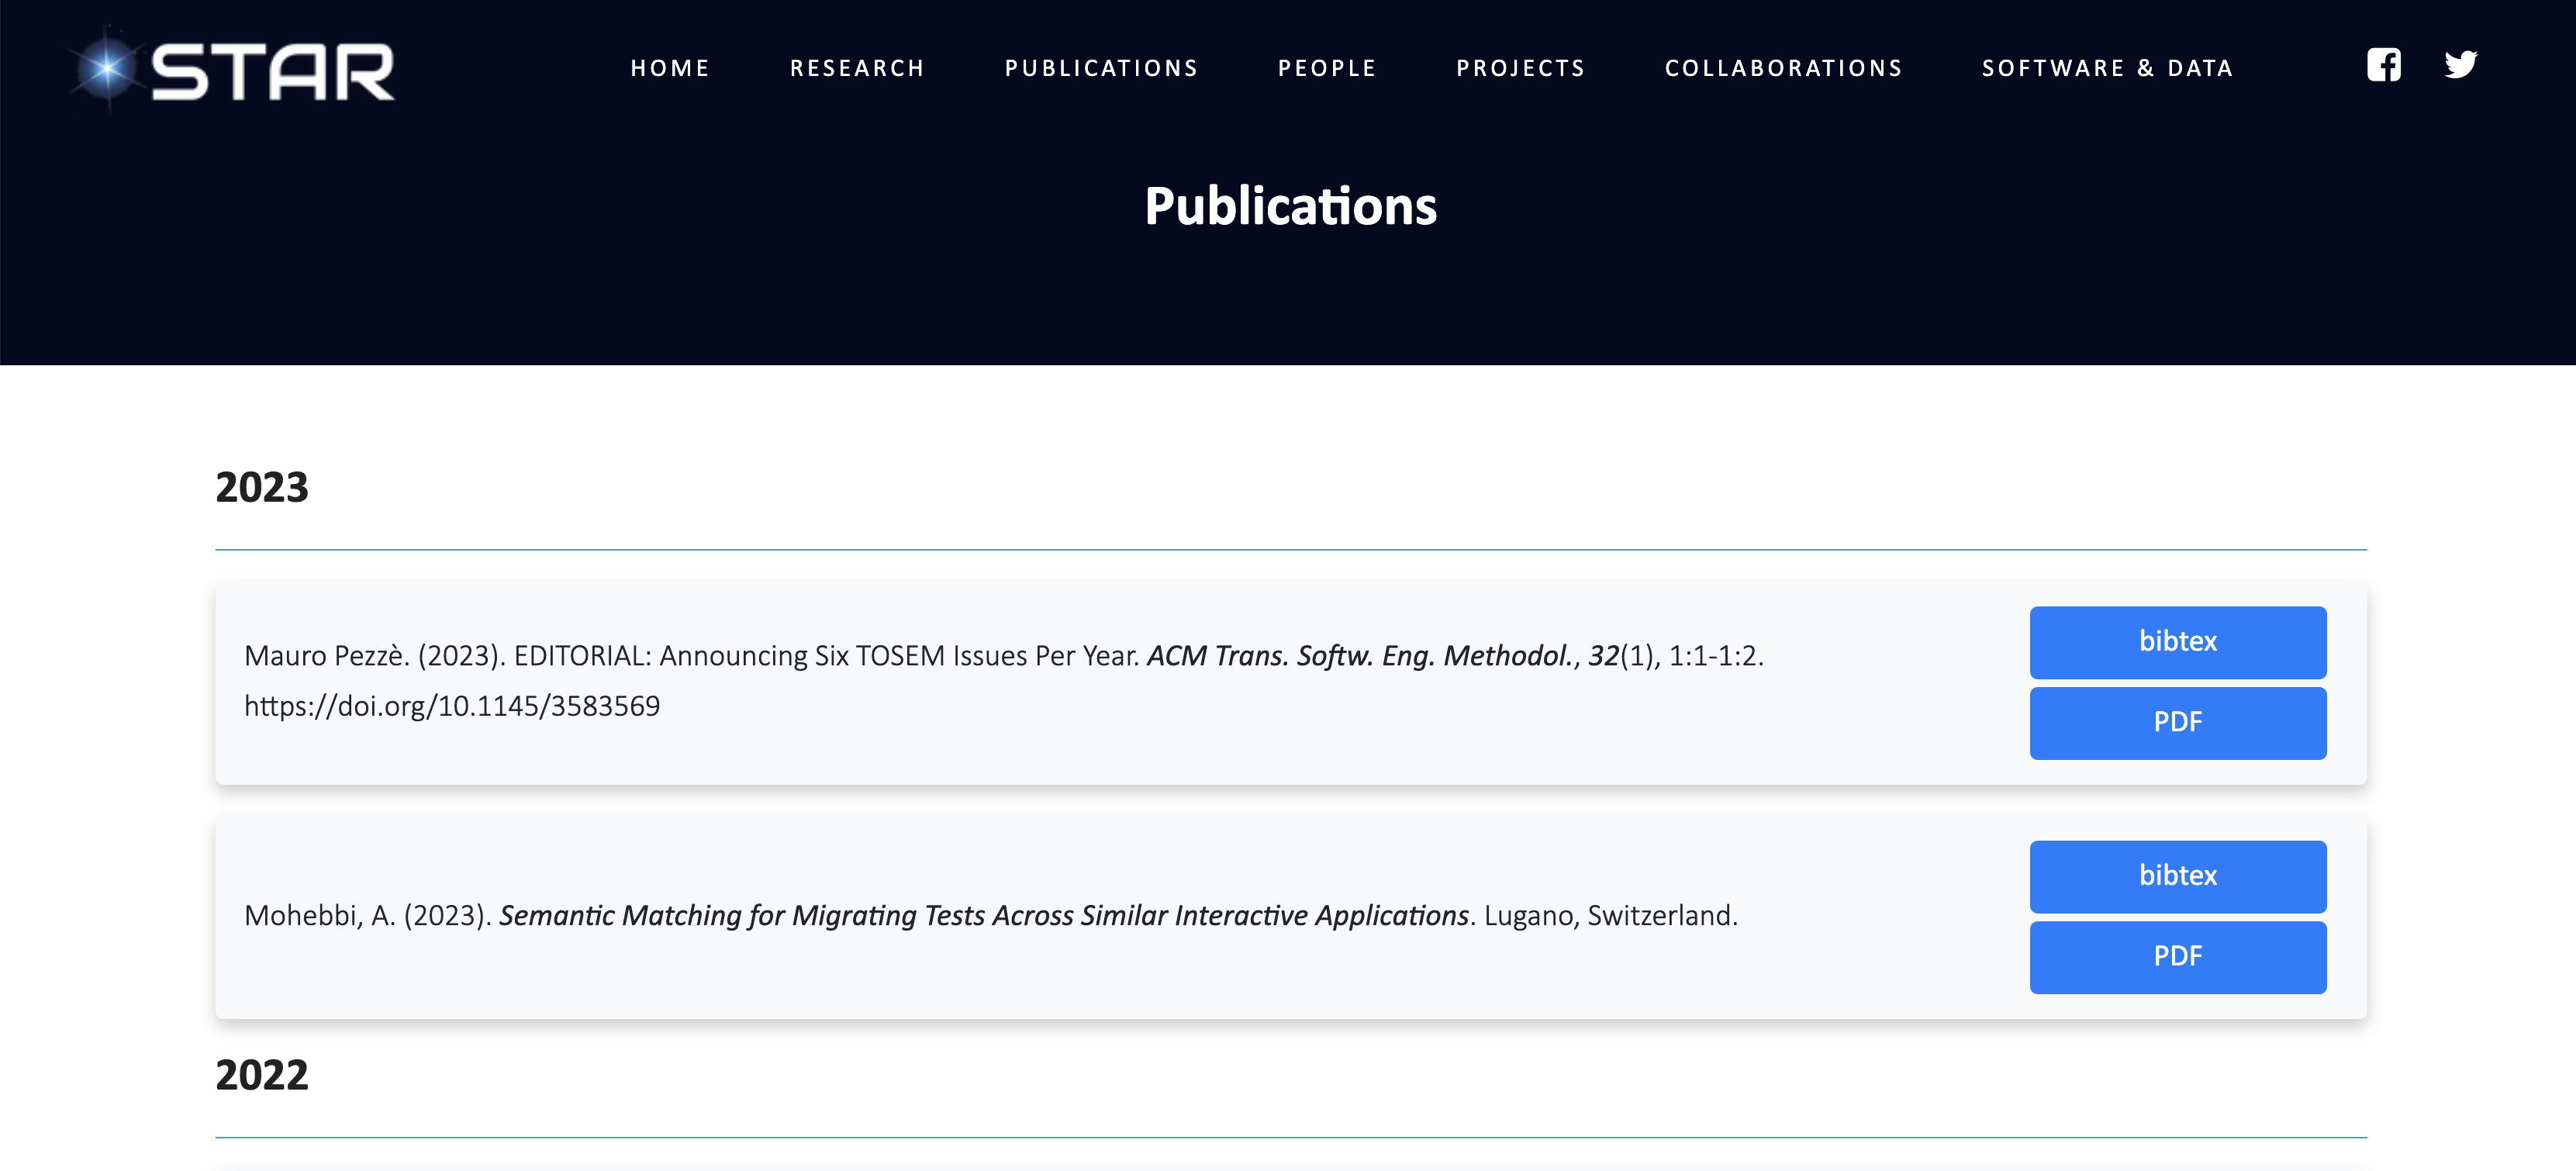 STAR
HOME RESEARCH PUBLICATIONS PEOPLE PROJECTS COLLABORATIONS SOFTWARE & DATA
Publications
2023
Mauro Pezzè. (2023). EDITORIAL: Announcing Six TOSEM Issues Per Year. ACM Trans. Softw. Eng. Methodol., 32(1), 1:1-1:2.
https://doi.org/10.1145/3583569
bibtex
PDF
Mohebbi, A. (2023). Semantic Matching for Migrating Tests Across Similar Interactive Applications. Lugano, Switzerland.
bibtex
PDF
2022